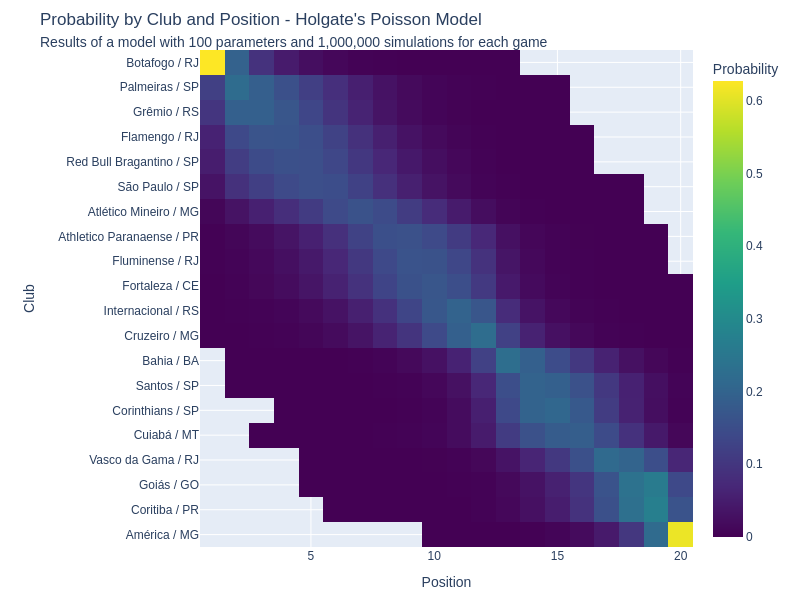 Probability by Club and Position - Holgate's Poisson Model
Results of a model with 100 parameters and 1,000,000 simulations for each game
Probability
Botafogo / RJ
Palmeiras / SP
Grêmio / RS
Flamengo / RJ
Red Bull Bragantino / SP
São Paulo / SP
Atlético Mineiro / MG
Athletico Paranaense / PR
Fluminense / RJ
Fortaleza / CE
Internacional / RS
Cruzeiro / MG
Bahia / BA
Santos / SP
Corinthians / SP
Cuiabá / MT
Vasco da Gama / RJ
Goiás / GO
Coritiba / PR
América / MG
Club
5
10
15
20
Position
0.6
0.5
0.4
0.3
0.2
0.1
0